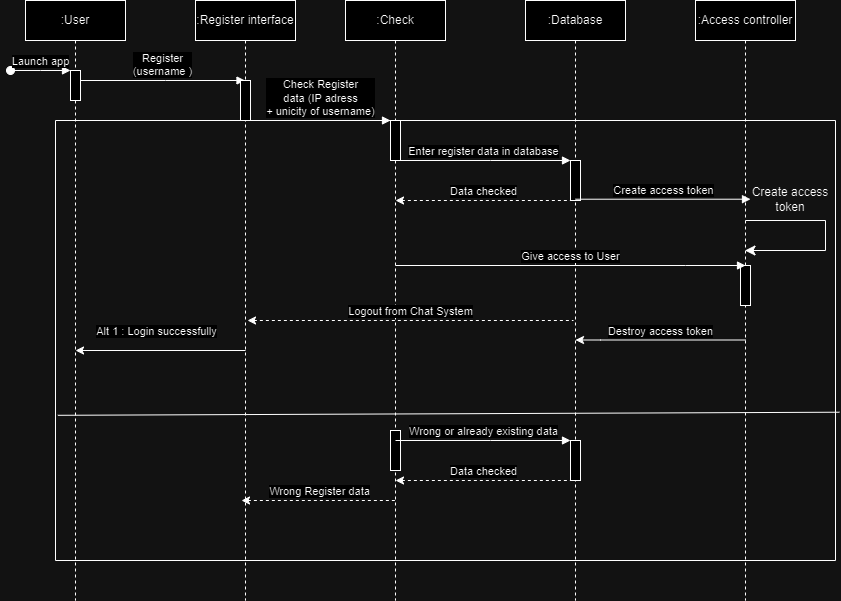 :User
:Register interface
:Check
:Database
:Access controller
Launch app
Register
(username )
Check Register
data (IP adress
+ unicity of username)
Enter register data in database
Data checked
Create access token
Create access
token
Give access to User
Logout from Chat System
Alt 1 : Login successfully
Destroy access token
Wrong or already existing data
Data checked
Wrong Register data